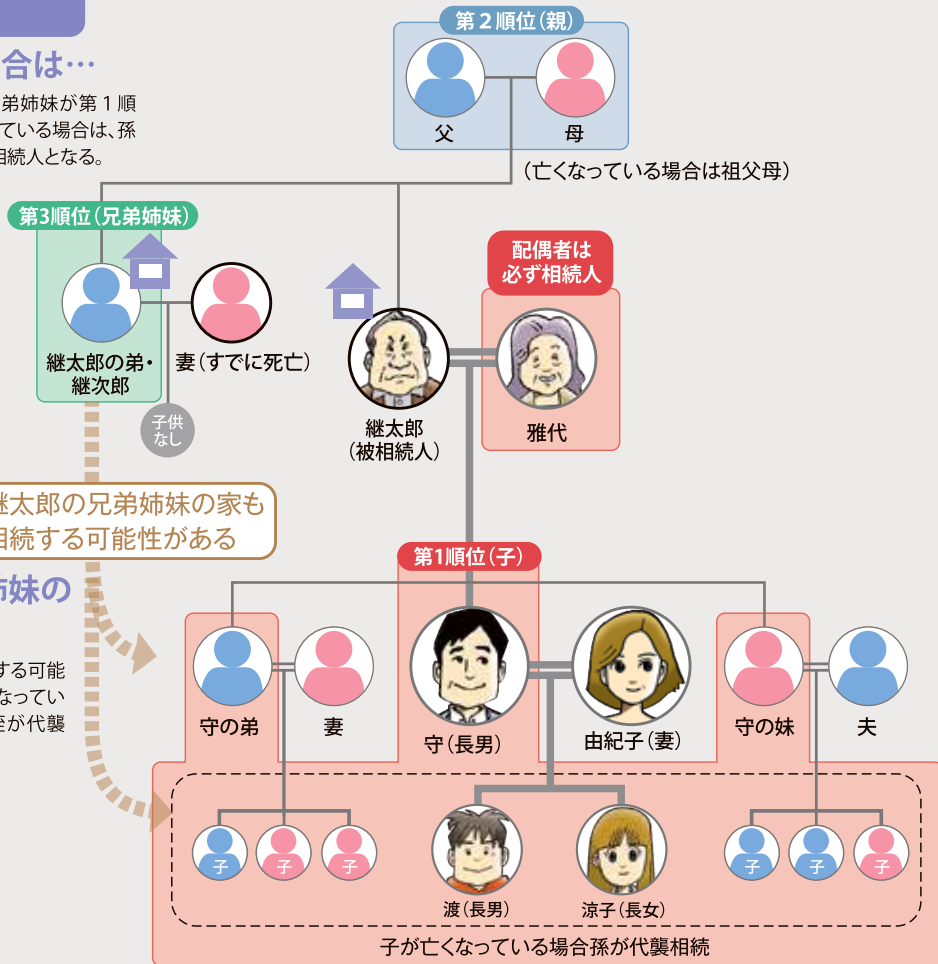 合は…
弟姉妹が第1順
ている場合は、孫
相続人となる。
第2順位(親)
父
母
(亡くなっている場合は祖父母)
第3順位(兄弟姉妹)
継太郎の弟・
継次郎
妻(すでに死亡)
子供
なし
配偶者は
必ず相続人
継太郎
(被相続人)
雅代
継太郎の兄弟姉妹の家も
相続する可能性がある
姉妹の
する可能
なってい
姪が代襲
第1順位(子)
守の弟
妻
守(長男)
由紀子(妻)
守の妹
夫
子
子
子
渡(長男)
涼子(長女)
子
子
子
子が亡くなっている場合孫が代襲相続